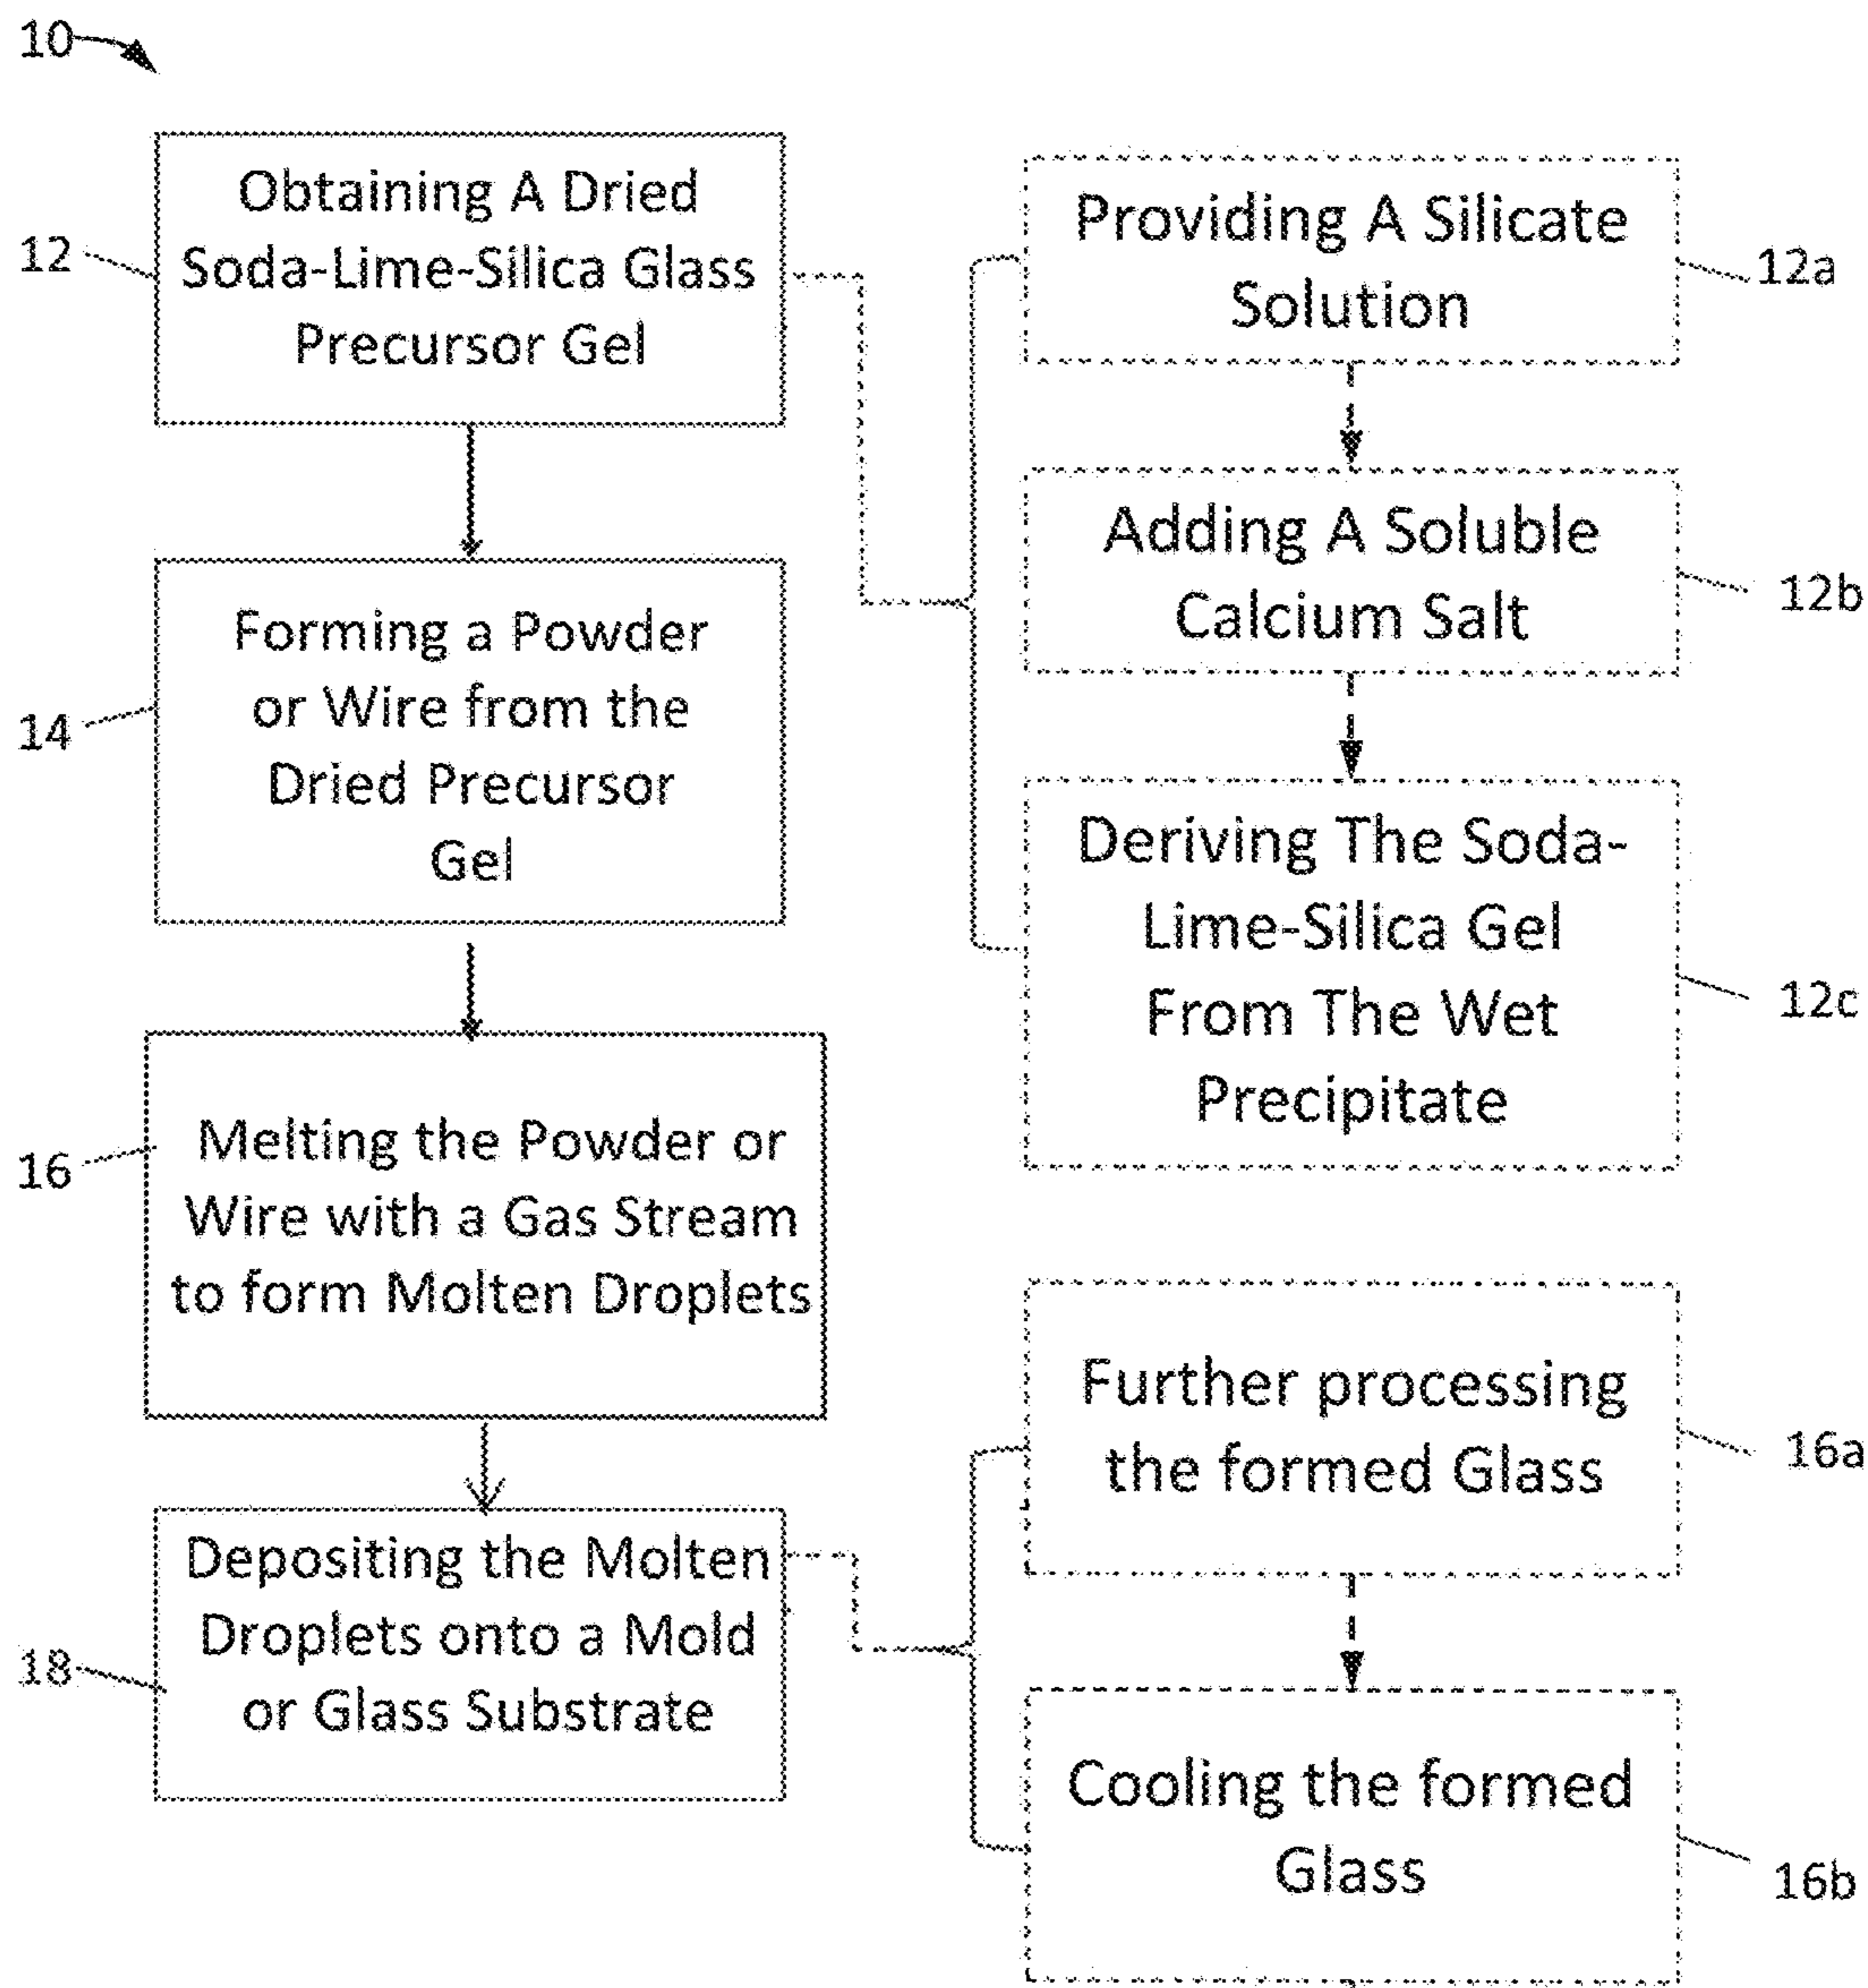 10
12
Obtaining A Dried
Soda-Lime-Silica Glass
Precursor Gel
14
Forming a Powder
or Wire from the
Dried Precursor
Gel
16
Melting the Powder or
Wire with a Gas Stream
to form Molten Droplets
18
Depositing the Molten
Droplets onto a Mold
or Glass Substrate
Providing A Silicate
Solution
12a
Adding A Soluble
Calcium Salt
12b
Deriving The Soda-
Lime-Silica Gel
From The Wet
Precipitate
12c
Further processing
the formed Glass
16a
Cooling the formed
Glass
16b